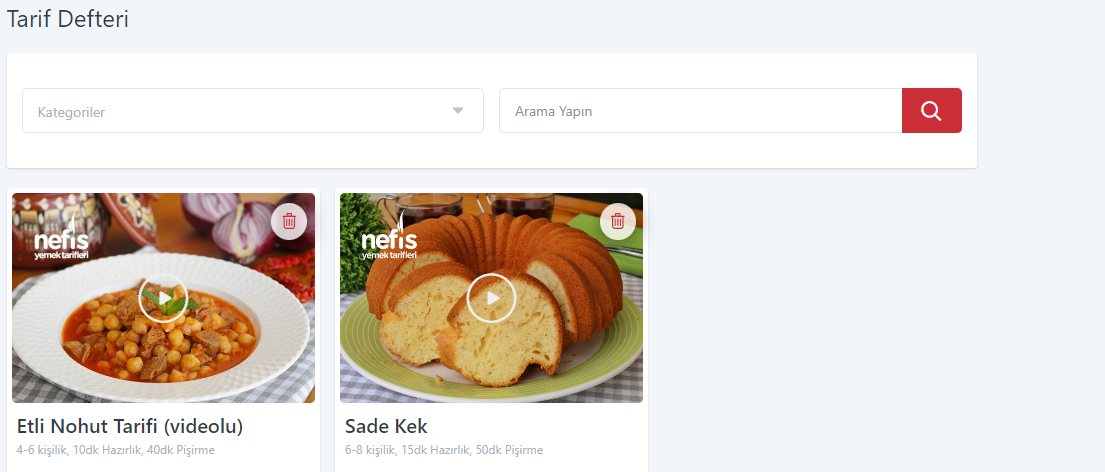 Tarif Defteri
Kategoriler
Arama Yapın
nefis
yemek tarifleri
nefis
yemek tarifleri
Etli Nohut Tarifi (videolu)
4-6 kişilik, 10dk Hazırlık, 40dk Pişirme
Sade Kek
6-8 kişilik, 15dk Hazırlık, 50dk Pişirme